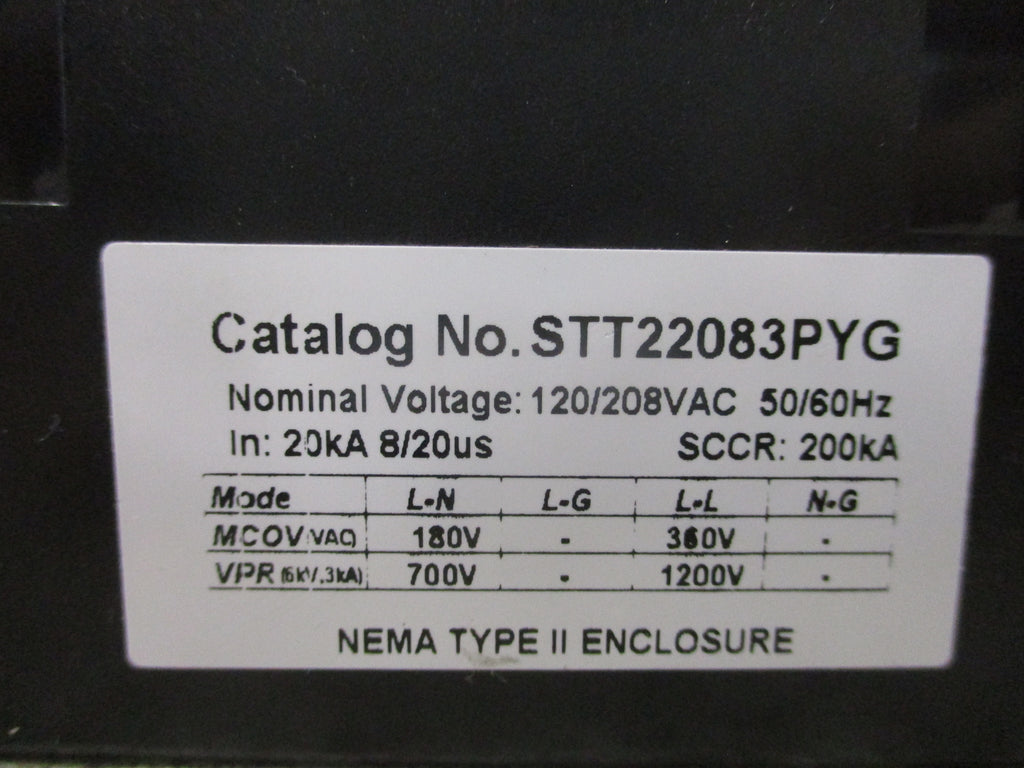 Catalog No. STT22083PYG
Nominal Voltage: 120/208VAC 50/60Hz
In: 20kA 8/20us SCCR: 200kA
Mode L-N L-G L-L N-G
MCOV (VAC) 180V - 360V -
VPR (6kV,3kA) 700V - 1200V -
NEMA TYPE II ENCLOSURE